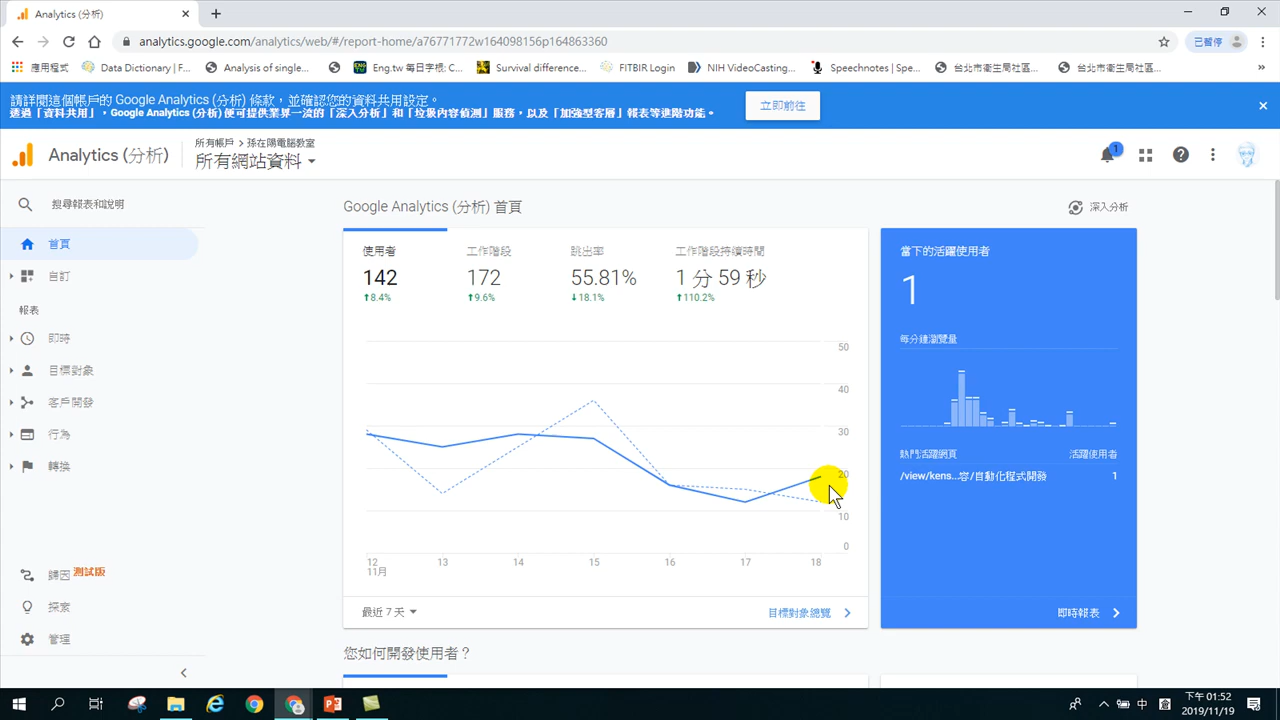 Analytics (分析)
analytics.google.com/analytics/web/#/report-home/a76771772w164098156p164863360
已暫停
應用程式
Data Dictionary | F...
Analysis of single...
Eng.tw 每日字根; C...
Survival difference...
FITBIR Login
NIH VideoCasting...
Speechnotes | Spe...
台北市衛生局社區...
台北市衛生局社區...
»
請詳閱這個帳戶的 Google Analytics (分析) 條款，並確認您的資料共用設定。
透過「資料共用」，Google Analytics (分析) 便可提供業界一流的「深入分析」和「垃圾內容偵測」服務，以及「加強型客層」報表等進階功能。
立即前往
Analytics (分析)
所有帳戶 > 孫在陽電腦教室
所有網站資料
1
搜尋報表和說明
首頁
自訂
報表
即時
目標對象
客戶開發
行為
轉換
歸因 測試版
探索
管理
Google Analytics (分析) 首頁
深入分析
使用者
142
8.4%
工作階段
172
9.6%
跳出率
55.81%
18.1%
工作階段持續時間
1 分 59 秒
110.2%
50
40
30
20
10
0
12
11月
13
14
15
16
17
18
最近 7 天
目標對象總覽
當下的活躍使用者
1
每分鐘瀏覽量
熱門活躍網頁
活躍使用者
/view/kens...容/自動化程式開發
1
即時報表
您如何開發使用者？
中
下午 01:52
2019/11/19